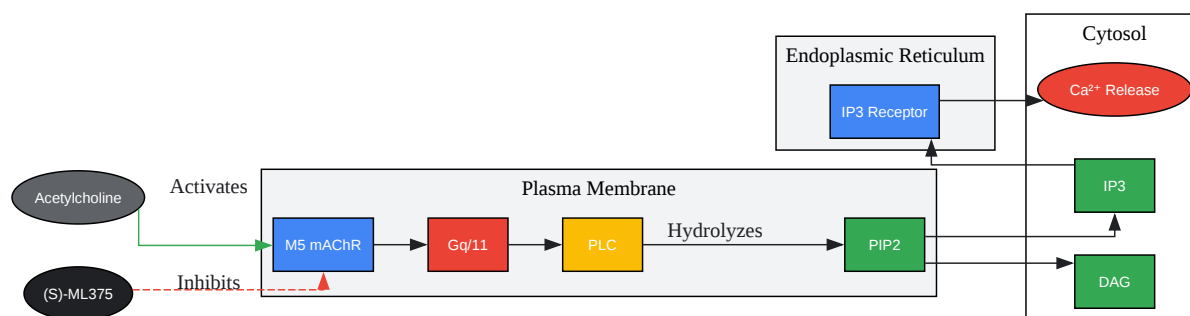 Cytosol
Endoplasmic Reticulum
Ca²⁺ Release
IP3 Receptor
Activates
Plasma Membrane
Acetylcholine
IP3
M5 mAChR
Gq/11
PLC
Hydrolyzes
PIP2
Inhibits
(S)-ML375
DAG